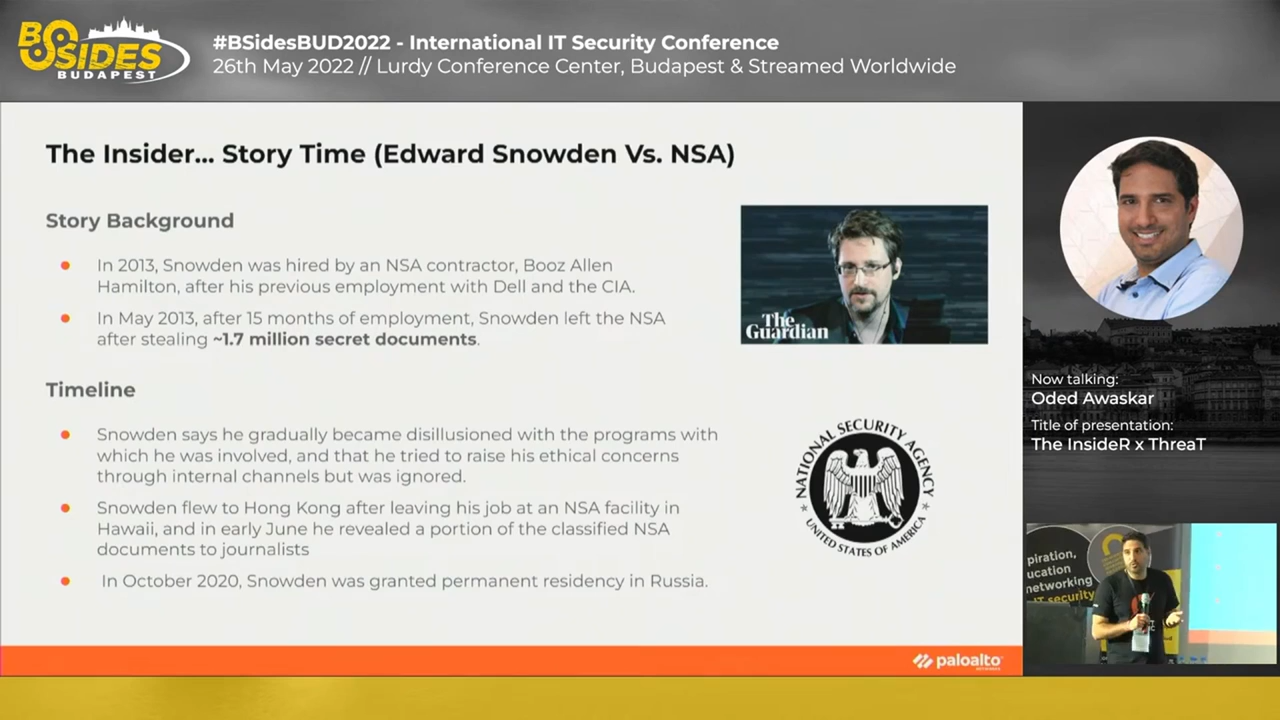 BSIDES
BUDAPEST
#BSidesBUD2022 - International IT Security Conference
26th May 2022 // Lurdy Conference Center, Budapest & Streamed Worldwide
The Insider... Story Time (Edward Snowden Vs. NSA)
Story Background
In 2013, Snowden was hired by an NSA contractor, Booz Allen
Hamilton, after his previous employment with Dell and the CIA.
In May 2013, after 15 months of employment, Snowden left the NSA
after stealing ~1.7 million secret documents.
The
Guardian
Timeline
Snowden says he gradually became disillusioned with the programs with
which he was involved, and that he tried to raise his ethical concerns
through internal channels but was ignored.
Snowden flew to Hong Kong after leaving his job at an NSA facility in
Hawaii, and in early June he revealed a portion of the classified NSA
documents to journalists
In October 2020, Snowden was granted permanent residency in Russia.
NATIONAL SECURITY AGENCY
UNITED STATES OF AMERICA
paloalto
NETWORKS
Now talking:
Oded Awaskar
Title of presentation:
The InsideR x ThreaT
piration,
ucation
networking
IT security